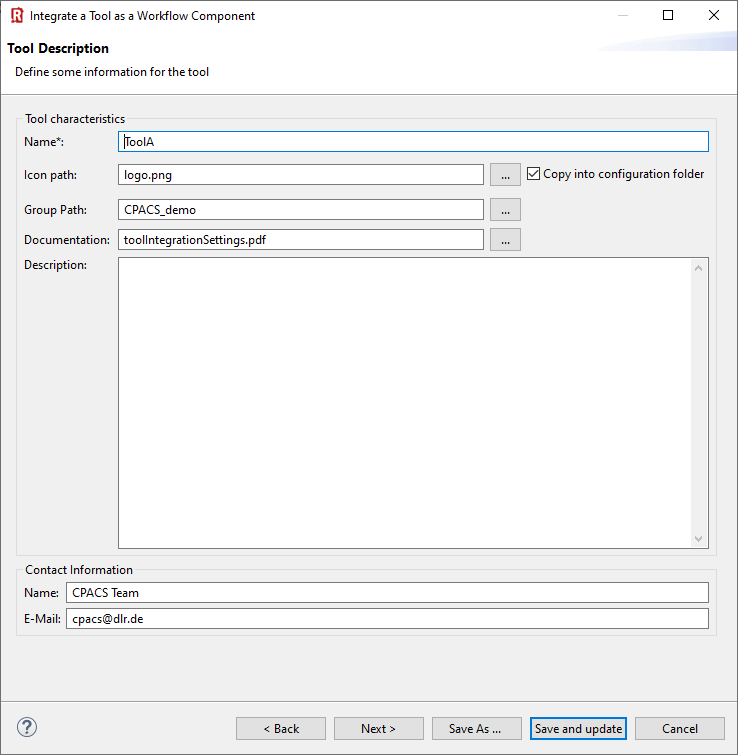 Integrate a Tool as a Workflow Component
Tool Description
Define some information for the tool
Tool characteristics
Name*: ToolA
Icon path: logo.png ... Copy into configuration folder
Group Path: CPACS_demo ...
Documentation: toolIntegrationSettings.pdf ...
Description:
Contact Information
Name: CPACS Team
E-Mail: cpacs@dlr.de
? < Back Next > Save As ... Save and update Cancel